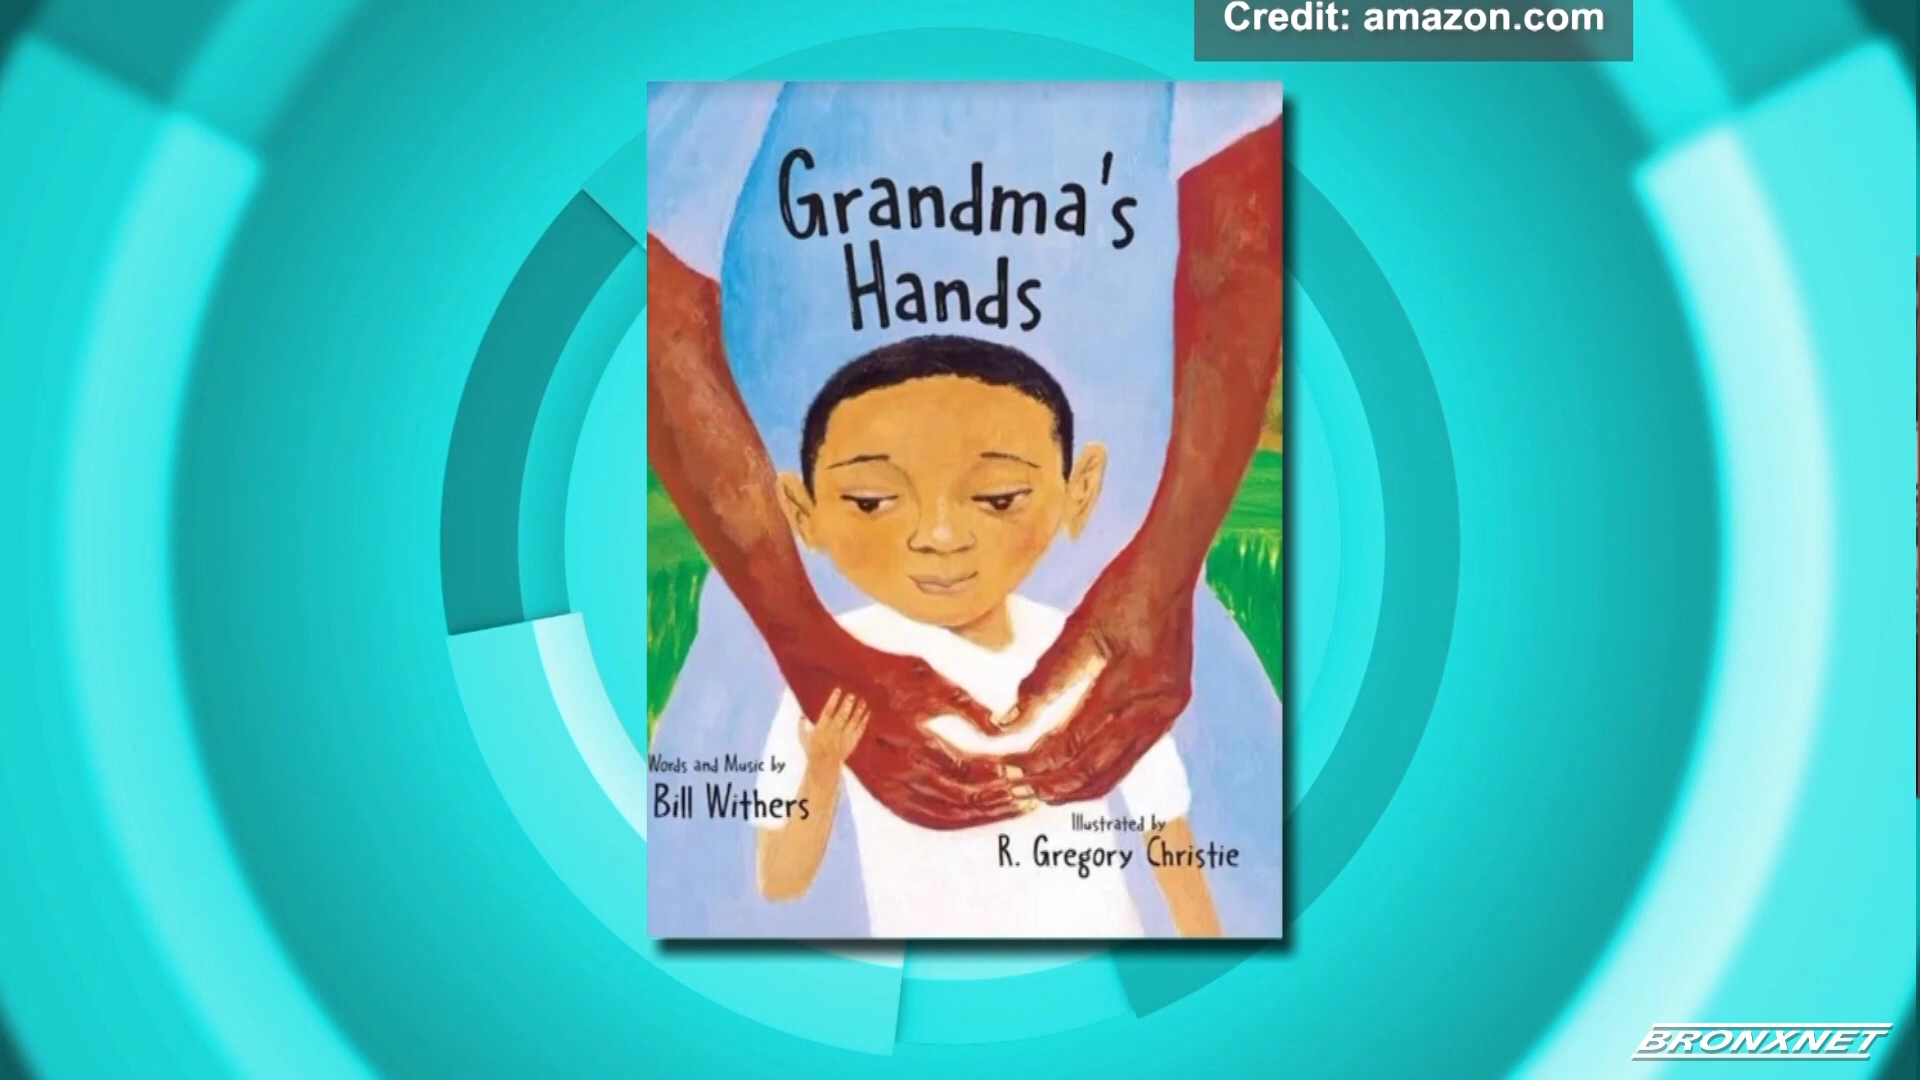 Credit: amazon.com
Grandma's
Hands
Words and Music by
Bill Withers
Illustrated by
R. Gregory Christie
BRONXNET